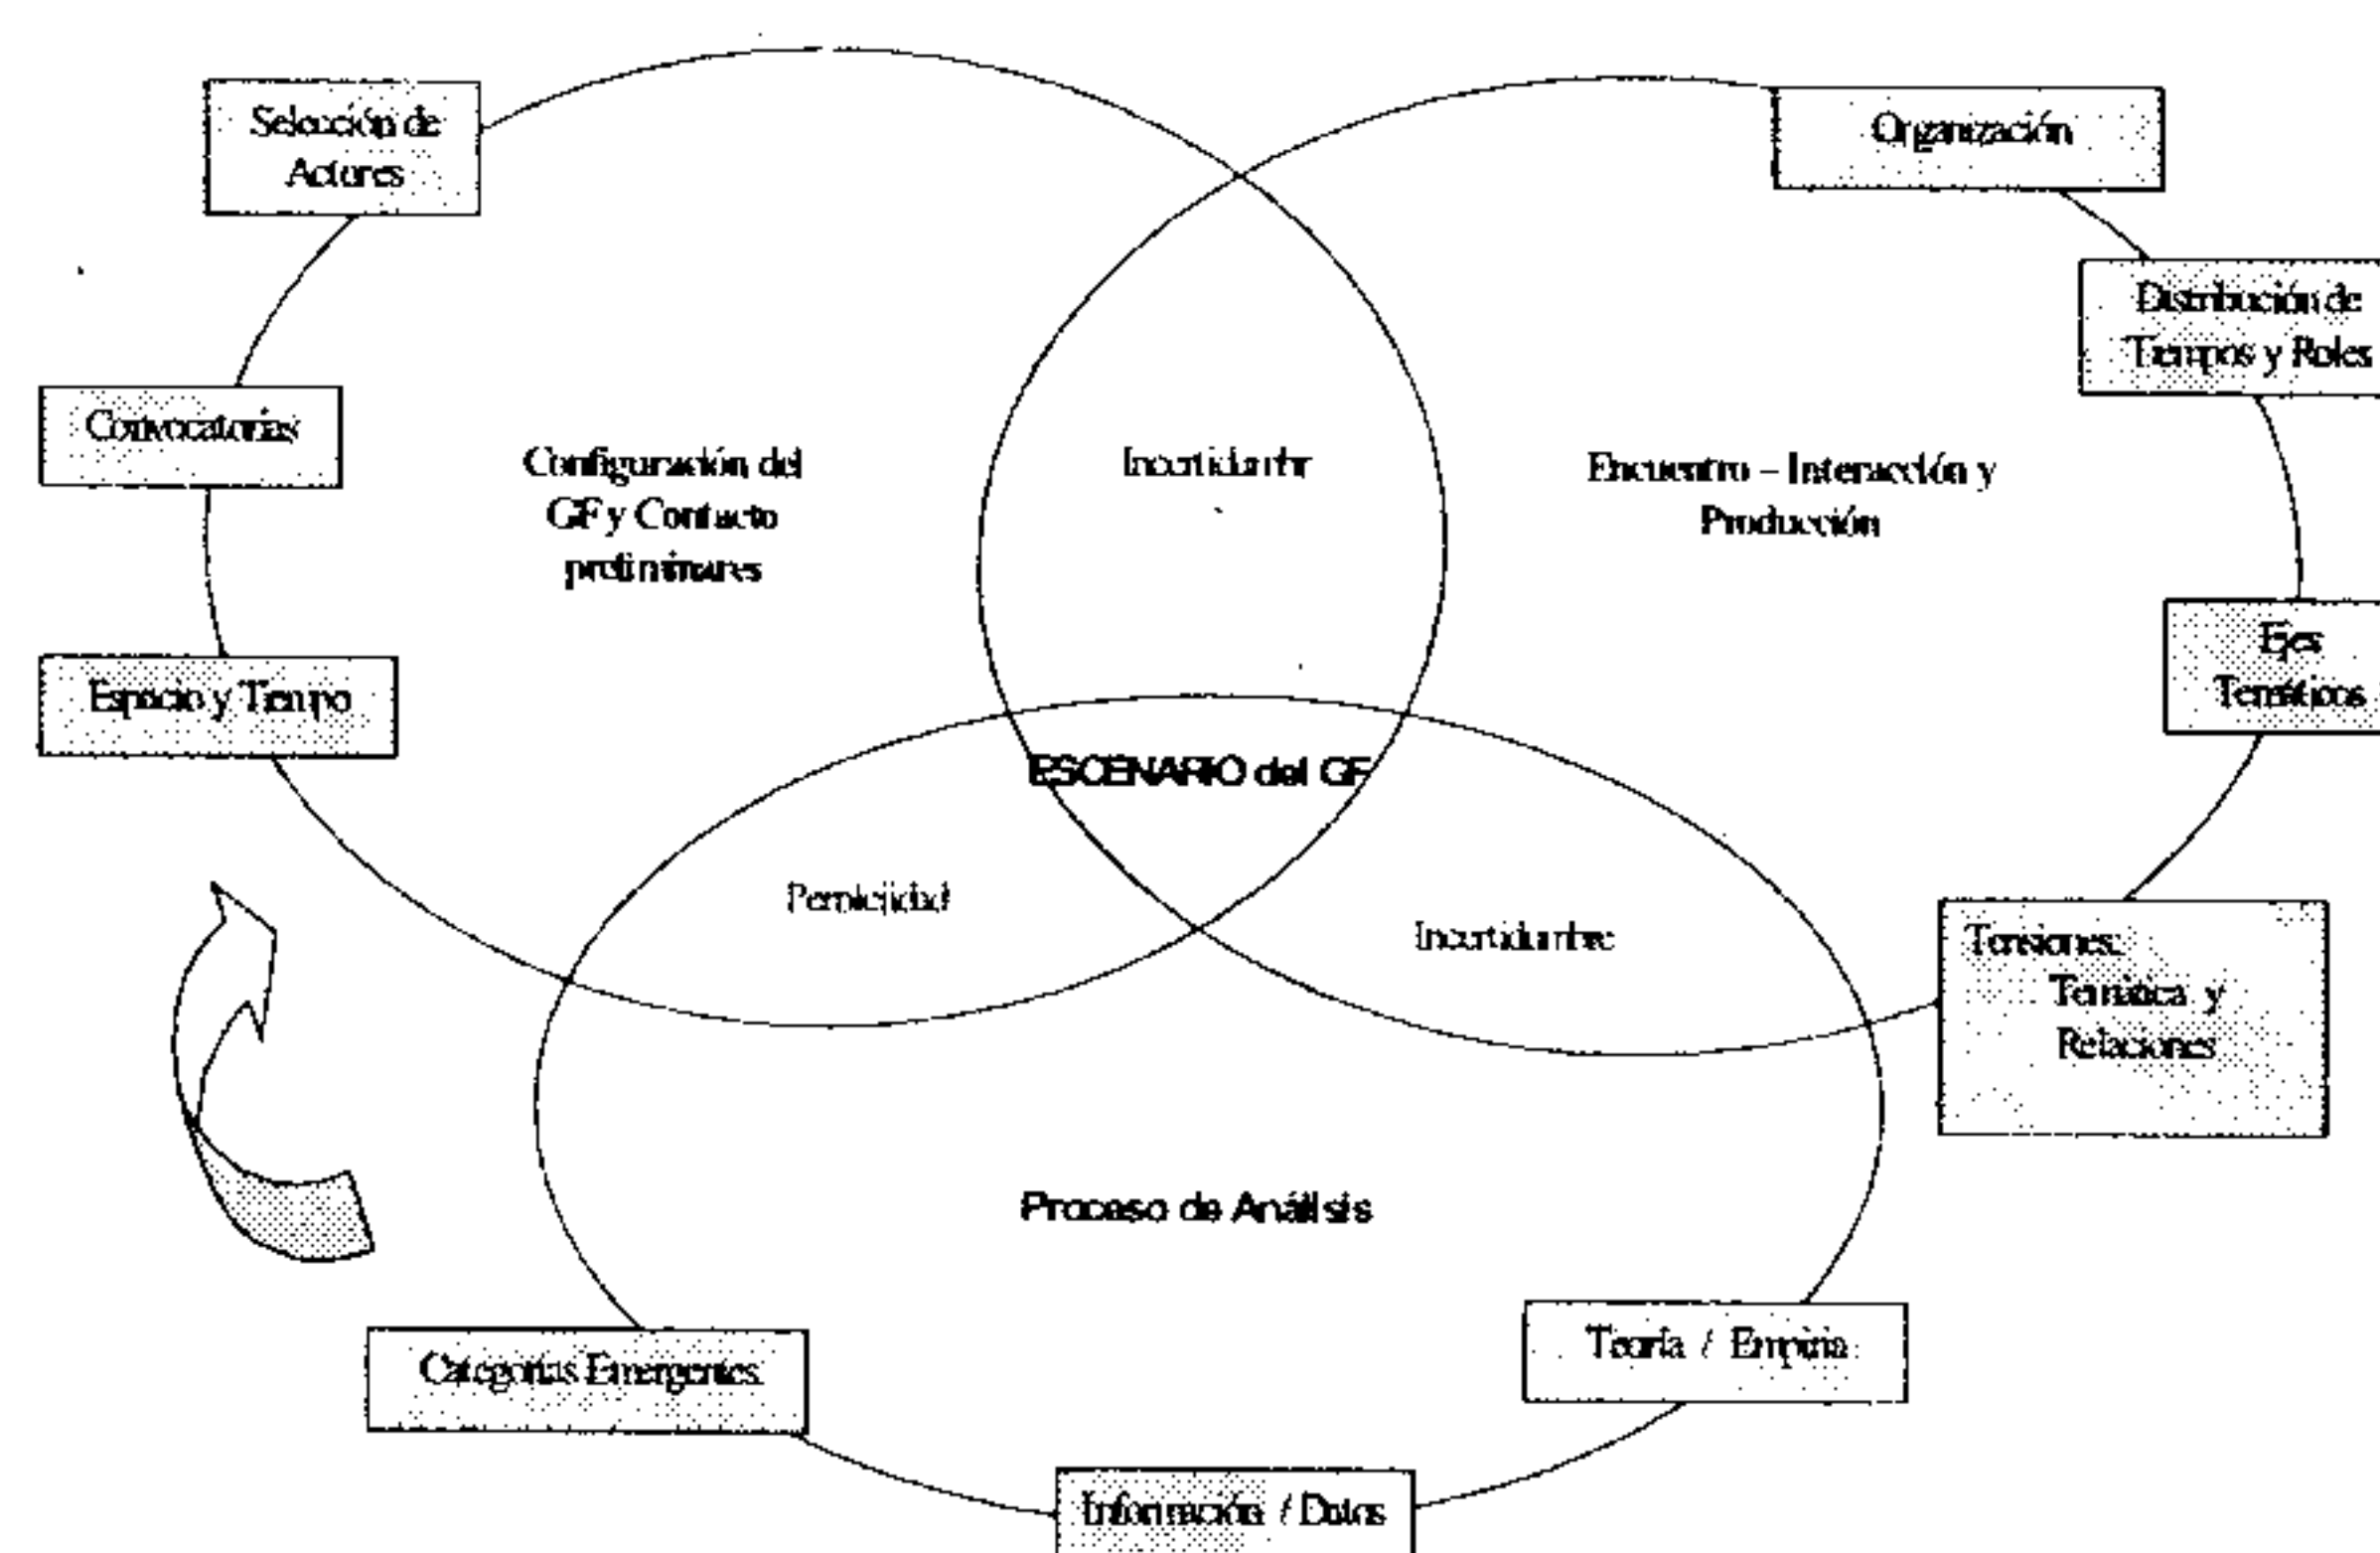 Selección de
Actores
Organización
Distribución de
Tiempos y Roles
Convocatorias
Configuración del
GF y Contacto
preliminares
Incertidumbr
Encuentro – Interacción y
Producción
Espacio y Tiempo
Ejes
Temáticos
ESCENARIO del GF
Perplejidad
Incertidumbre
Tensiones:
Temática y
Relaciones
Proceso de Análisis
Categorías Emergentes
Teoría / Empiria
Información / Datos